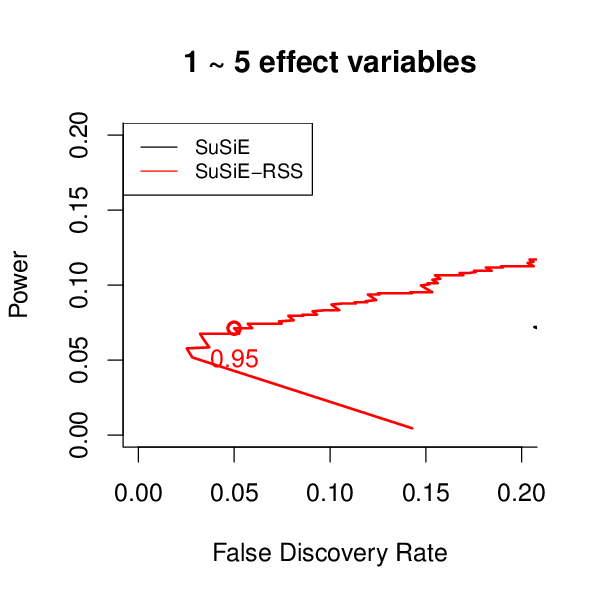 1 ~ 5 effect variables
SuSiE
SuSiE−RSS
0.20
0.15
0.10
0.05
0.00
Power
0.95
0.00 0.05 0.10 0.15 0.20
False Discovery Rate